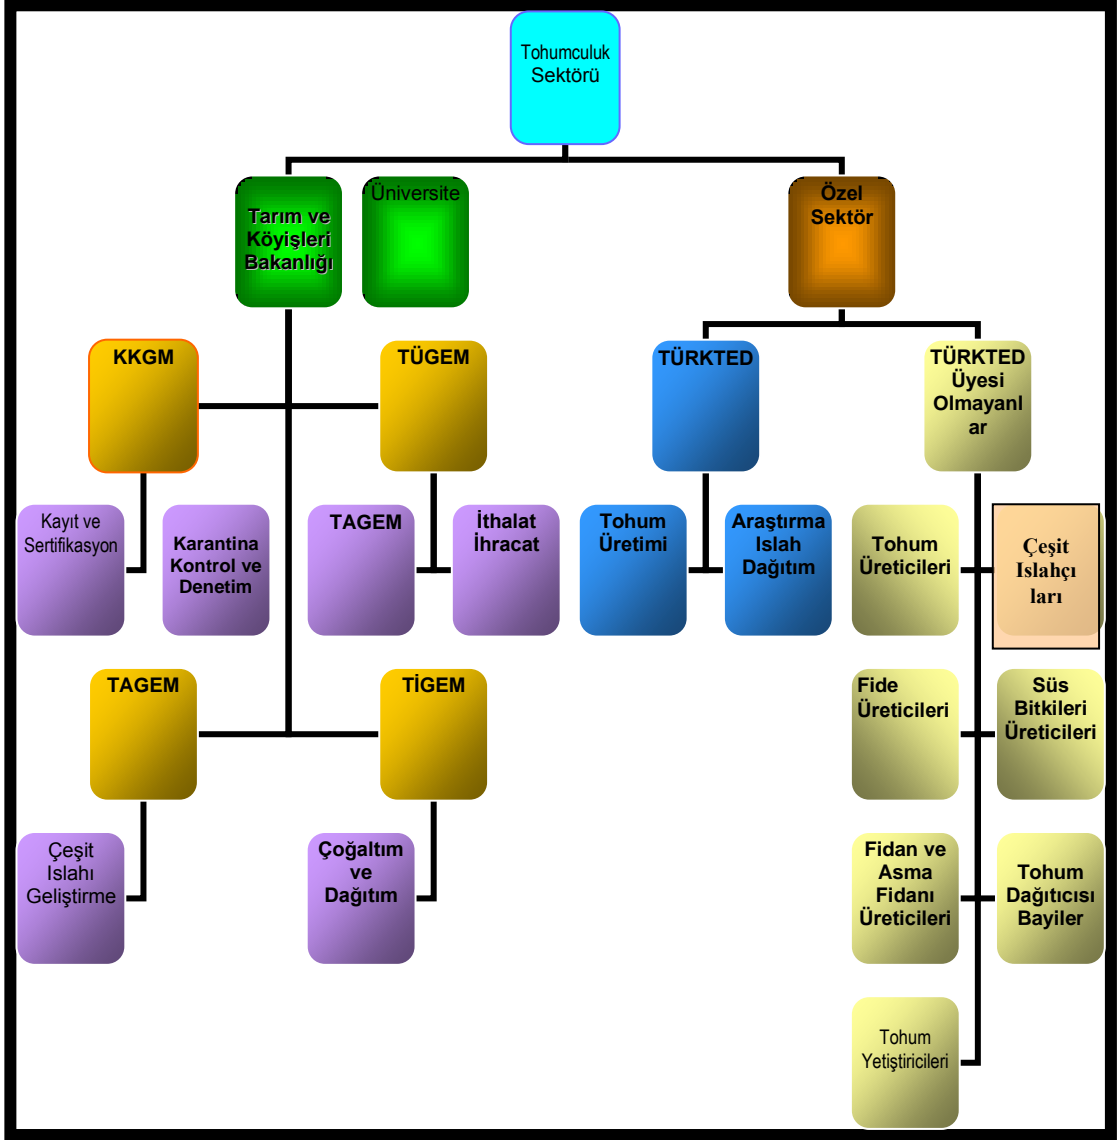 Tohumculuk
Sektörü
Tarım ve
Köyişleri
Bakanlığı
Üniversite
Özel
Sektör
KKGM
TÜGEM
TÜRKTED
TÜRKTED
Üyesi
Olmayanl
ar
Kayıt ve
Sertifikasyon
Karantina
Kontrol ve
Denetim
TAGEM
İthalat
İhracat
Tohum
Üretimi
Araştırma
Islah
Dağıtım
Tohum
Üreticileri
Çeşit
Islahçı
ları
TAGEM
TİGEM
Fide
Üreticileri
Süs
Bitkileri
Üreticileri
Çeşit
Islahı
Geliştirme
Çoğaltım
ve
Dağıtım
Fidan ve
Asma
Fidanı
Üreticileri
Tohum
Dağıtıcısı
Bayiler
Tohum
Yetiştiricileri